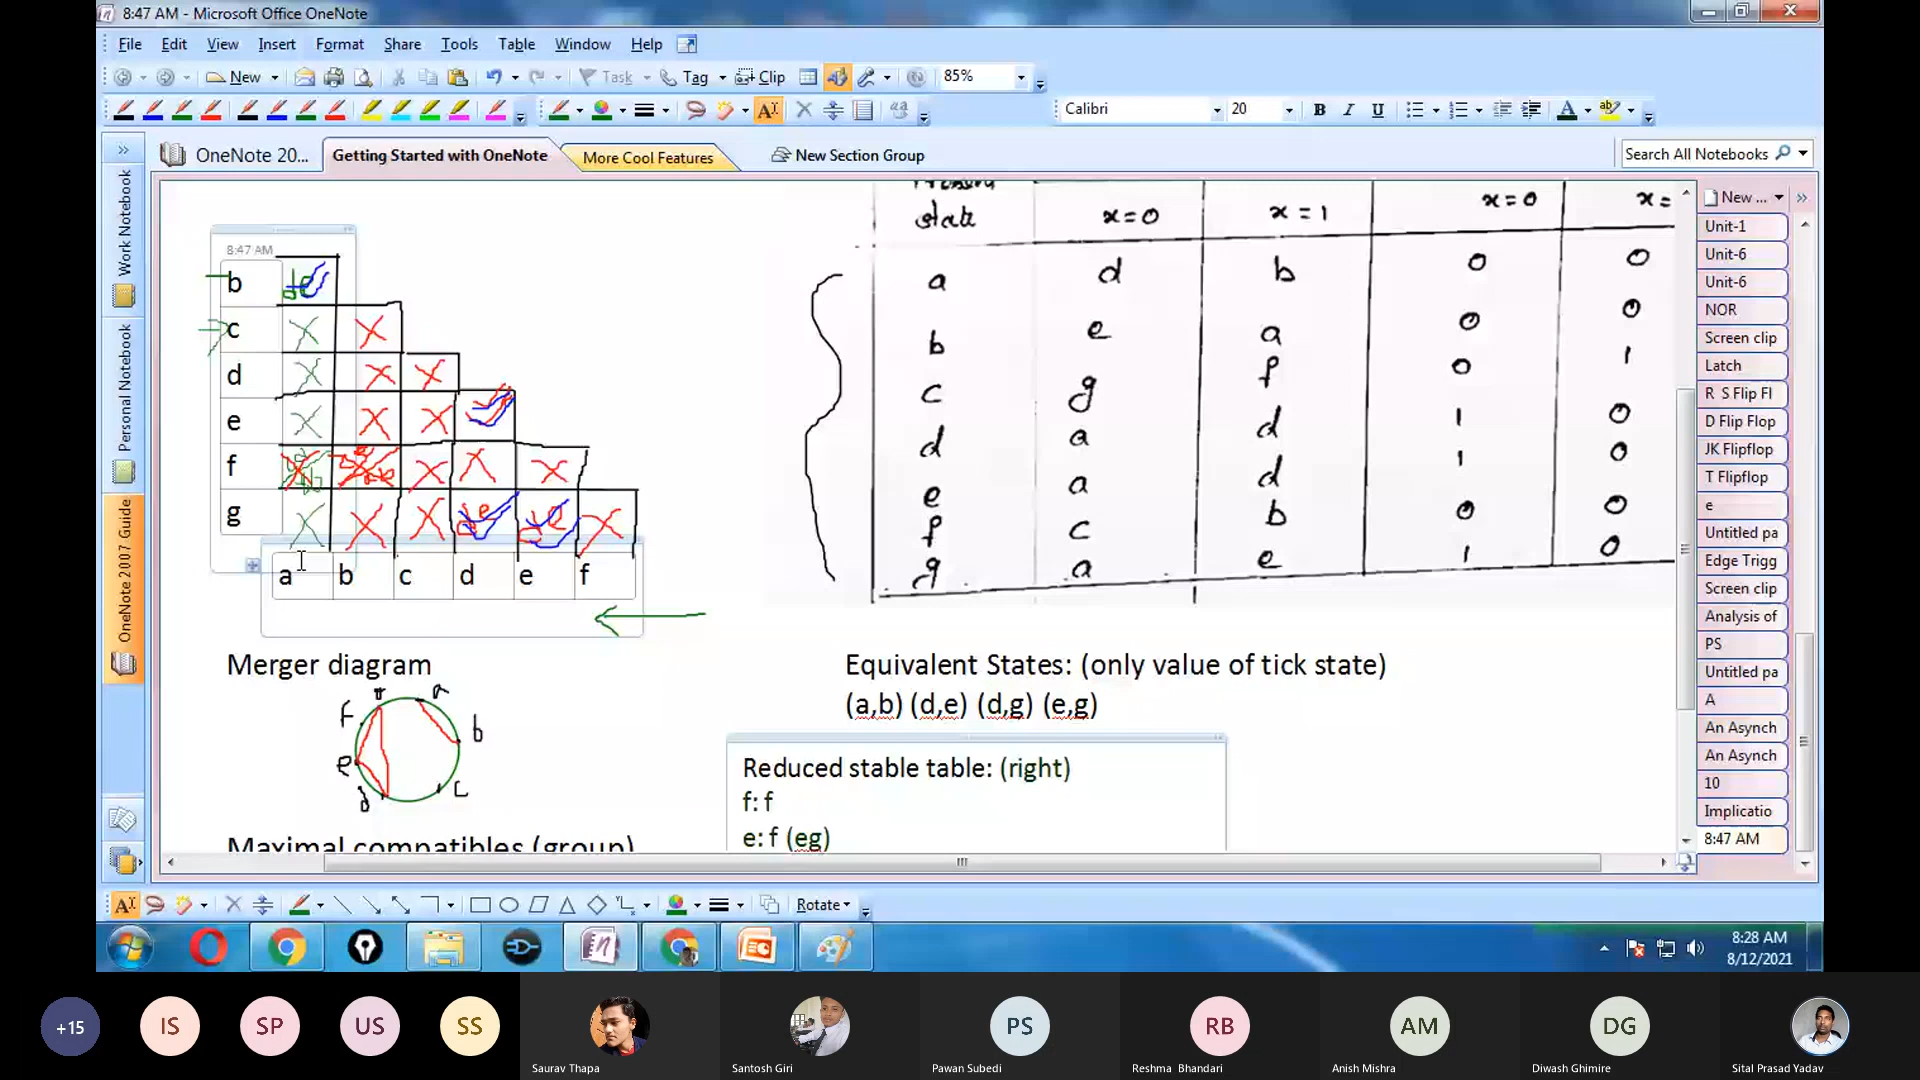 8:47 AM - Microsoft Office OneNote
File Edit View Insert Format Share Tools Table Window Help
New Task Tag Clip 85%
Calibri 20 B I U A ab
OneNote 20... Getting Started with OneNote More Cool Features New Section Group Search All Notebooks
Work Notebook
Personal Notebook
OneNote 2007 Guide
8:47 AM
b de
c
d
e
f
g de de
a b c d e f
state x=0 x=1 x=0 x=
a d b 0 0
b e a 0 0
c g f 0 1
d a d 1 0
e a d 1 0
f c b 0 0
g a e 1 0
Merger diagram
a
b
c
d
e
f
Equivalent States: (only value of tick state)
(a,b) (d,e) (d,g) (e,g)
Reduced stable table: (right)
f: f
e: f (eg)
Maximal compatibles (group)
New ...
Unit-1
Unit-6
Unit-6
NOR
Screen clip
Latch
R S Flip Fl
D Flip Flop
JK Flipflop
T Flipflop
e
Untitled pa
Edge Trigg
Screen clip
Analysis of
PS
Untitled pa
A
An Asynch
An Asynch
10
Implicatio
8:47 AM
Rotate
8:28 AM
8/12/2021
+15 IS SP US SS PS RB AM DG
Saurav Thapa Santosh Giri Pawan Subedi Reshma Bhandari Anish Mishra Diwash Ghimire Sital Prasad Yadav